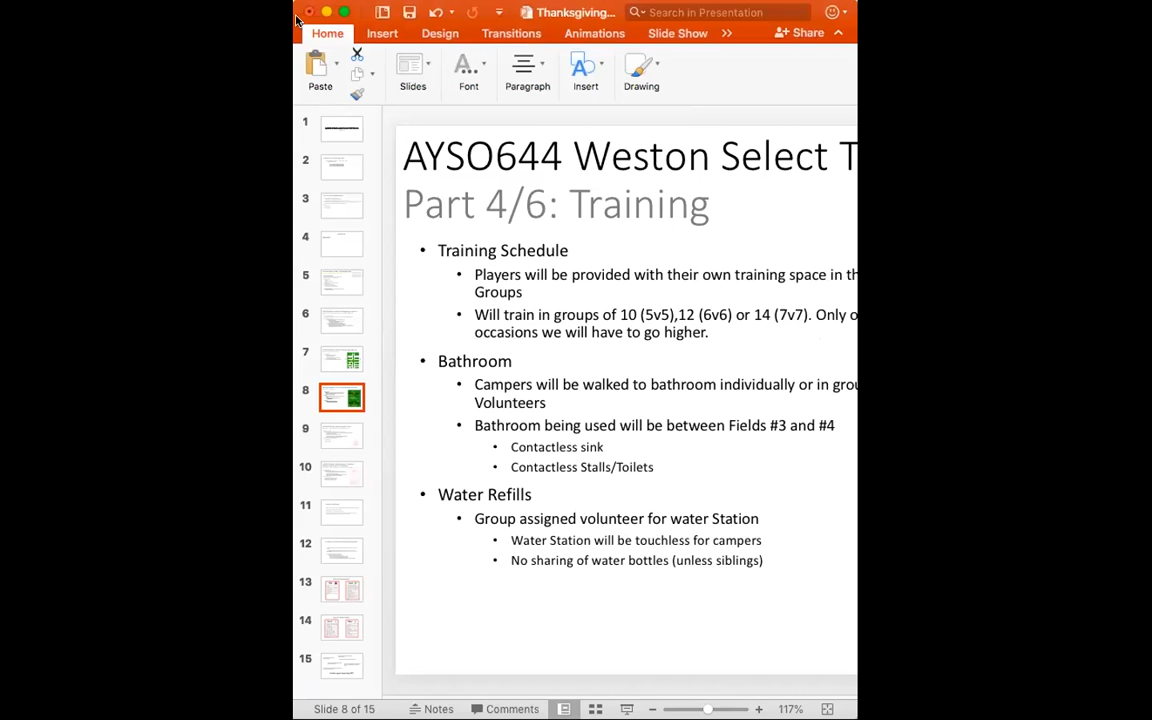 Thanksgiving...
Search in Presentation
Home Insert Design Transitions Animations Slide Show Share
Paste Slides Font Paragraph Insert Drawing
AYSO644 Weston Select T
Part 4/6: Training
• Training Schedule
• Players will be provided with their own training space in th
Groups
• Will train in groups of 10 (5v5),12 (6v6) or 14 (7v7). Only o
occasions we will have to go higher.
• Bathroom
• Campers will be walked to bathroom individually or in grou
Volunteers
• Bathroom being used will be between Fields #3 and #4
• Contactless sink
• Contactless Stalls/Toilets
• Water Refills
• Group assigned volunteer for water Station
• Water Station will be touchless for campers
• No sharing of water bottles (unless siblings)
1
2
3
4
5
6
7
8
9
10
11
12
13
14
15
Slide 8 of 15 Notes Comments 117%